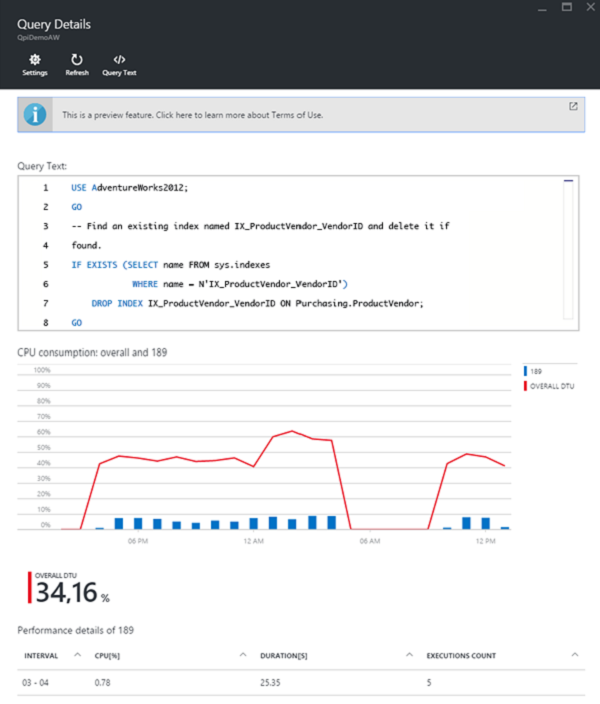 Query Details
QpiDemoAW
Settings Refresh Query Text
This is a preview feature. Click here to learn more about Terms of Use.
Query Text:
1 USE AdventureWorks2012;
2 GO
3 -- Find an existing index named IX_ProductVendor_VendorID and delete it if
4 found.
5 IF EXISTS (SELECT name FROM sys.indexes
6 WHERE name = N'IX_ProductVendor_VendorID')
7 DROP INDEX IX_ProductVendor_VendorID ON Purchasing.ProductVendor;
8 GO
CPU consumption: overall and 189
100%
90%
80%
70%
60%
50%
40%
30%
20%
10%
0%
06 PM 12 AM 06 AM 12 PM
189
OVERALL DTU
OVERALL DTU
34,16 %
Performance details of 189
INTERVAL CPU[%] DURATION[S] EXECUTIONS COUNT
03 - 04 0.78 25.35 5